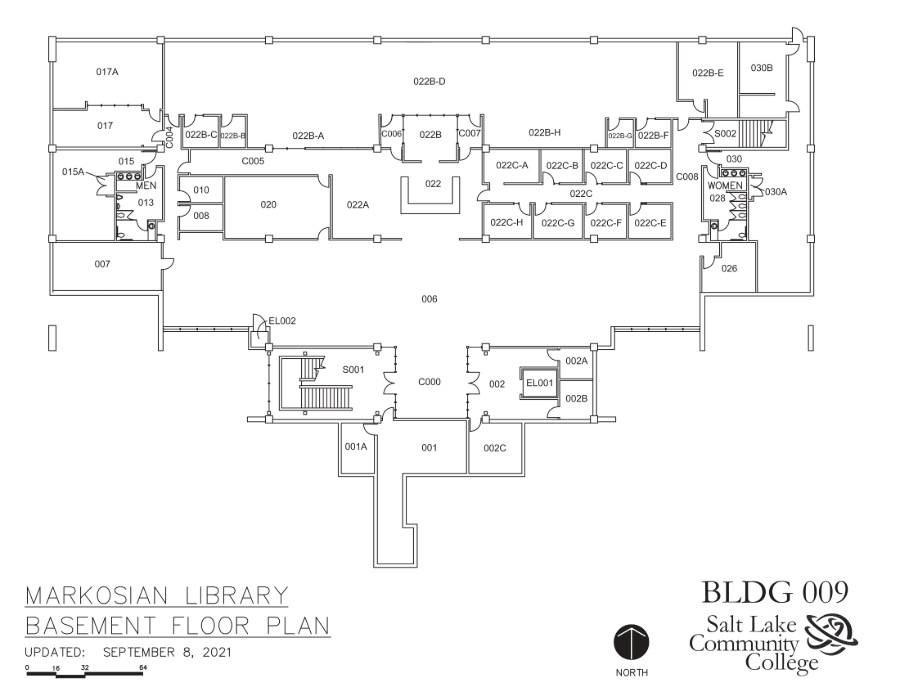 017A
022B-D
022B-E
030B
017
C004
022B-C
022B-B
022B-A
C006
022B
C007
022B-H
022B-G
022B-F
S002
015
C005
022C-A
022C-B
022C-C
022C-D
C008
030
015A
MEN
013
010
008
020
022A
022
022C
WOMEN
028
030A
022C-H
022C-G
022C-F
022C-E
007
026
006
EL002
S001
C000
002
002A
EL001
002B
001A
001
002C
MARKOSIAN LIBRARY
BASEMENT FLOOR PLAN
UPDATED: SEPTEMBER 8, 2021
0 16 32 64
NORTH
BLDG 009
Salt Lake
Community
College